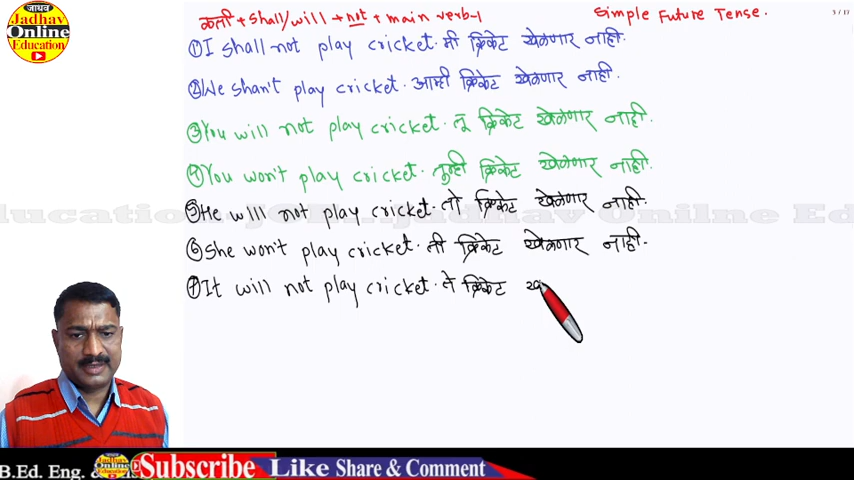 जाधव
Jadhav
Online
Education
कर्ता + shall/will + not + main verb-1
Simple Future Tense.
① I shall not play cricket. मी क्रिकेट खेळणार नाही.
② We shan't play cricket. आम्ही क्रिकेट खेळणार नाही.
③ You will not play cricket. तू क्रिकेट खेळणार नाही.
④ You won't play cricket. तुम्ही क्रिकेट खेळणार नाही.
⑤ He will not play cricket. तो क्रिकेट खेळणार नाही.
⑥ She won't play cricket. ती क्रिकेट खेळणार नाही.
⑦ It will not play cricket. ते क्रिकेट ख
Jadhav Online Ed
B.Ed. Eng. &
Jadhav
Online
Education
Subscribe Like Share & Comment